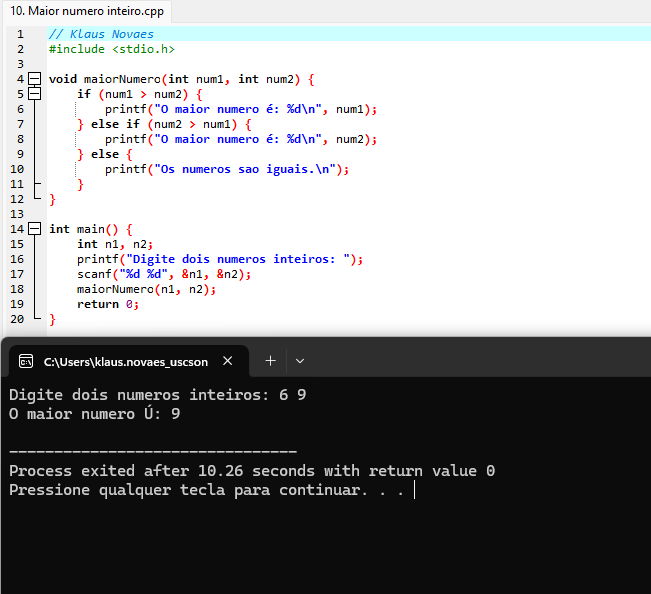 10. Maior numero inteiro.cpp
1 // Klaus Novaes
2 #include <stdio.h>
3
4 void maiorNumero(int num1, int num2) {
5 if (num1 > num2) {
6 printf("O maior numero é: %d\n", num1);
7 } else if (num2 > num1) {
8 printf("O maior numero é: %d\n", num2);
9 } else {
10 printf("Os numeros sao iguais.\n");
11 }
12 }
13
14 int main() {
15 int n1, n2;
16 printf("Digite dois numeros inteiros: ");
17 scanf("%d %d", &n1, &n2);
18 maiorNumero(n1, n2);
19 return 0;
20 }
C:\Users\klaus.novaes_uscson
Digite dois numeros inteiros: 6 9
O maior numero Ú: 9
--------------------------------
Process exited after 10.26 seconds with return value 0
Pressione qualquer tecla para continuar. . .